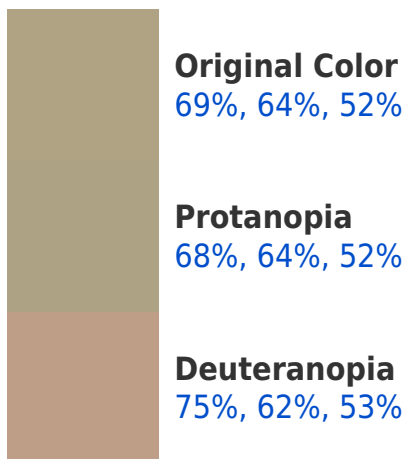 Original Color
69%, 64%, 52%
Protanopia
68%, 64%, 52%
Deuteranopia
75%, 62%, 53%